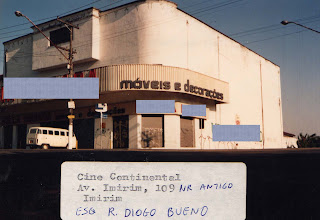 móveis e decorações
Cine Continental
Av. Imirim, 109 NR ANTIGO
Imirim
ESQ R. DIOGO BUENO